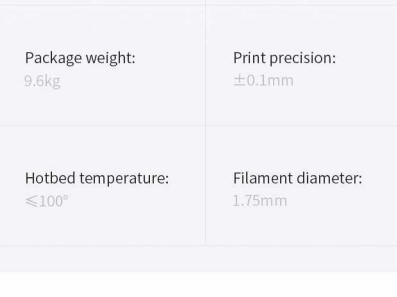 Package weight:
9.6kg
Print precision:
±0.1mm
Hotbed temperature:
⩽100°
Filament diameter:
1.75mm